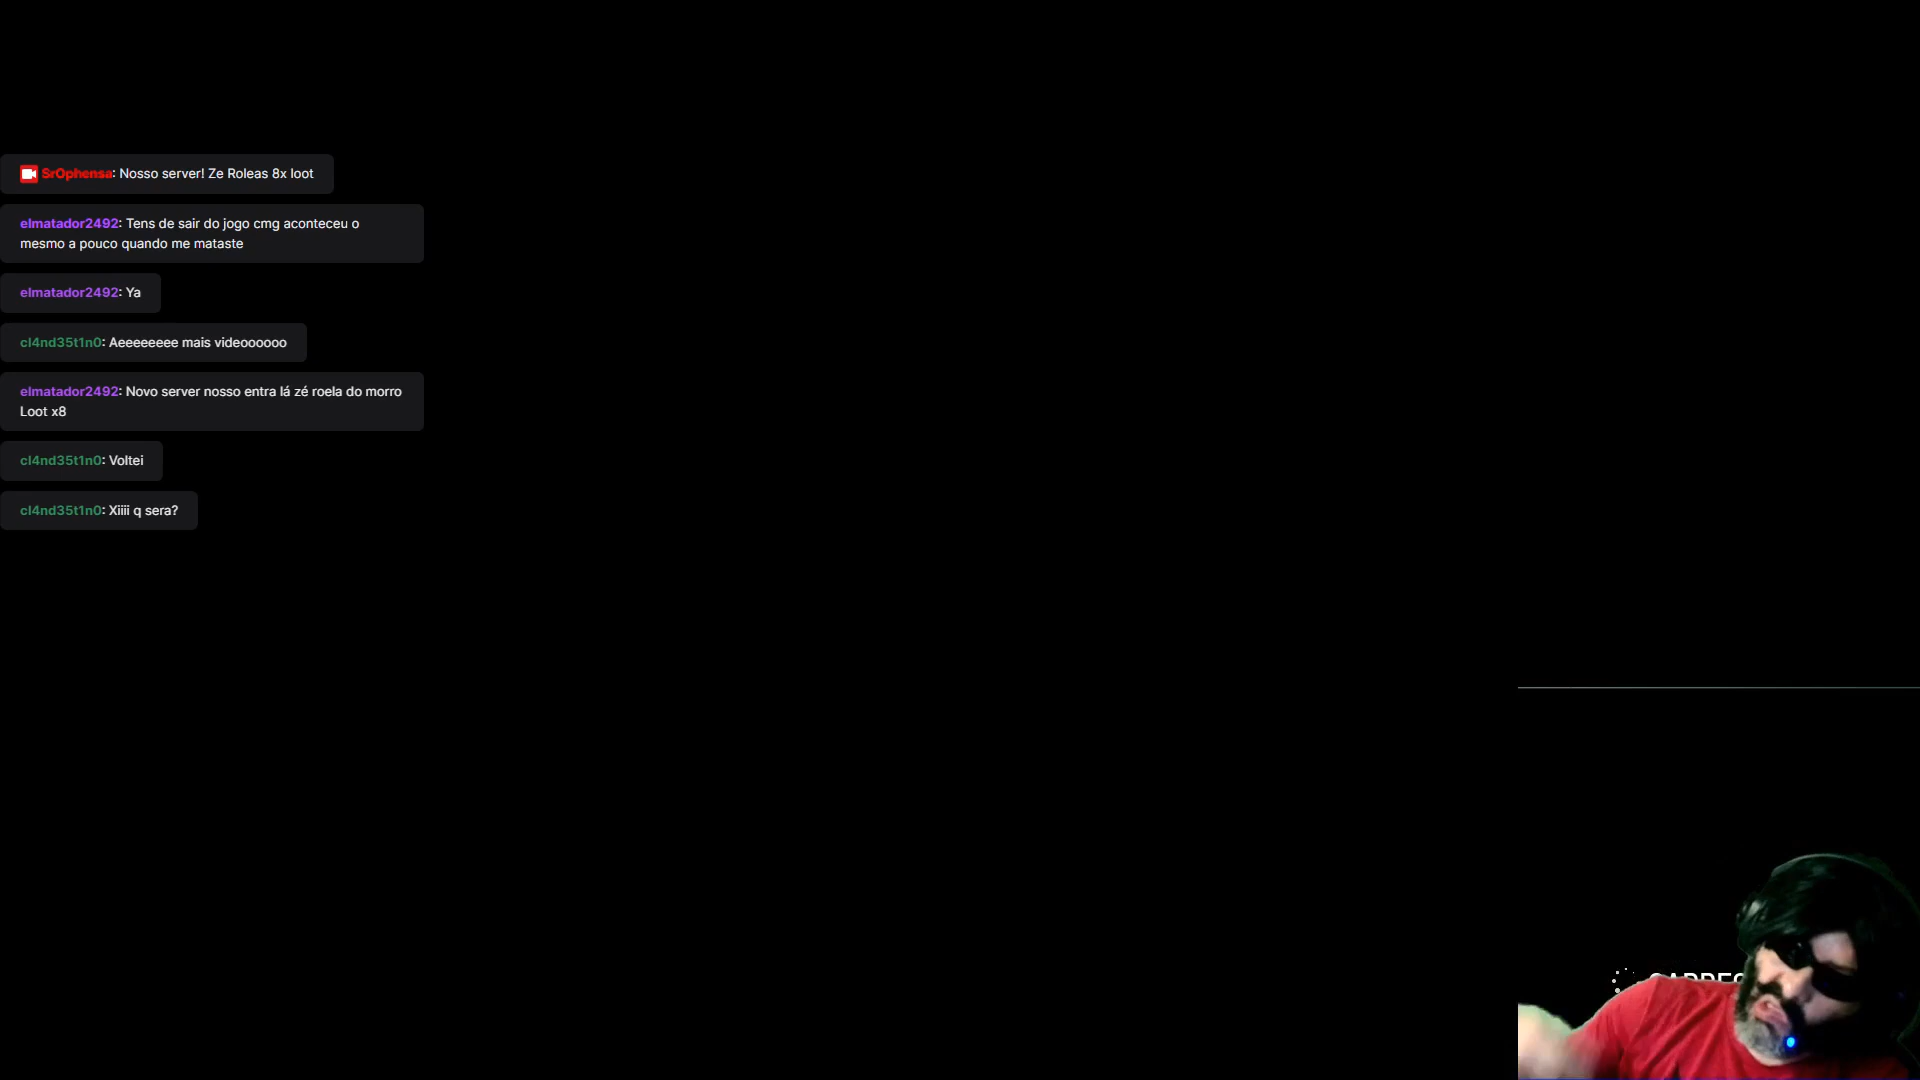 SrOphensa: Nosso server! Ze Roleas 8x loot
elmatador2492: Tens de sair do jogo cmg aconteceu o
mesmo a pouco quando me mataste
elmatador2492: Ya
cl4nd35t1n0: Aeeeeeeee mais videoooooo
elmatador2492: Novo server nosso entra lá zé roela do morro
Loot x8
cl4nd35t1n0: Voltei
cl4nd35t1n0: Xiiii q sera?